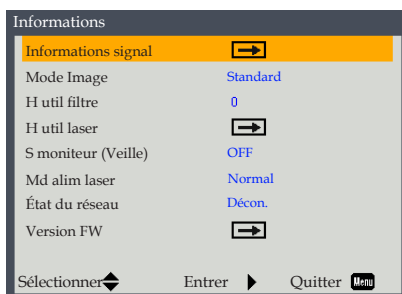 Informations
Informations signal
Mode Image Standard
H util filtre 0
H util laser
S moniteur (Veille) OFF
Md alim laser Normal
État du réseau Décon.
Version FW
Sélectionner Entrer Quitter Menu